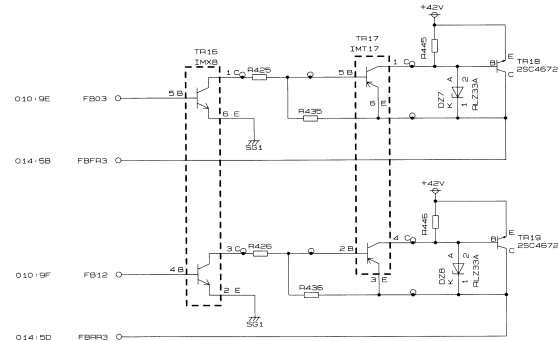 +42V
TR17
IMT17
TR16
IMX8
R445
E
TR18
2SC4672
B
C
1 C
R425
5 B
1 C
A
2
DZ7
K
1
RLZ33A
010:9E
FB03
5 B
6 E
R435
6 E
SG1
014:5B
FBFR3
+42V
R446
E
TR19
2SC4672
B
C
3 C
R426
2 B
4 C
A
2
DZ8
K
1
RLZ33A
010:9F
FB12
4 B
2 E
R436
3 E
SG1
014:5D
FBRR3